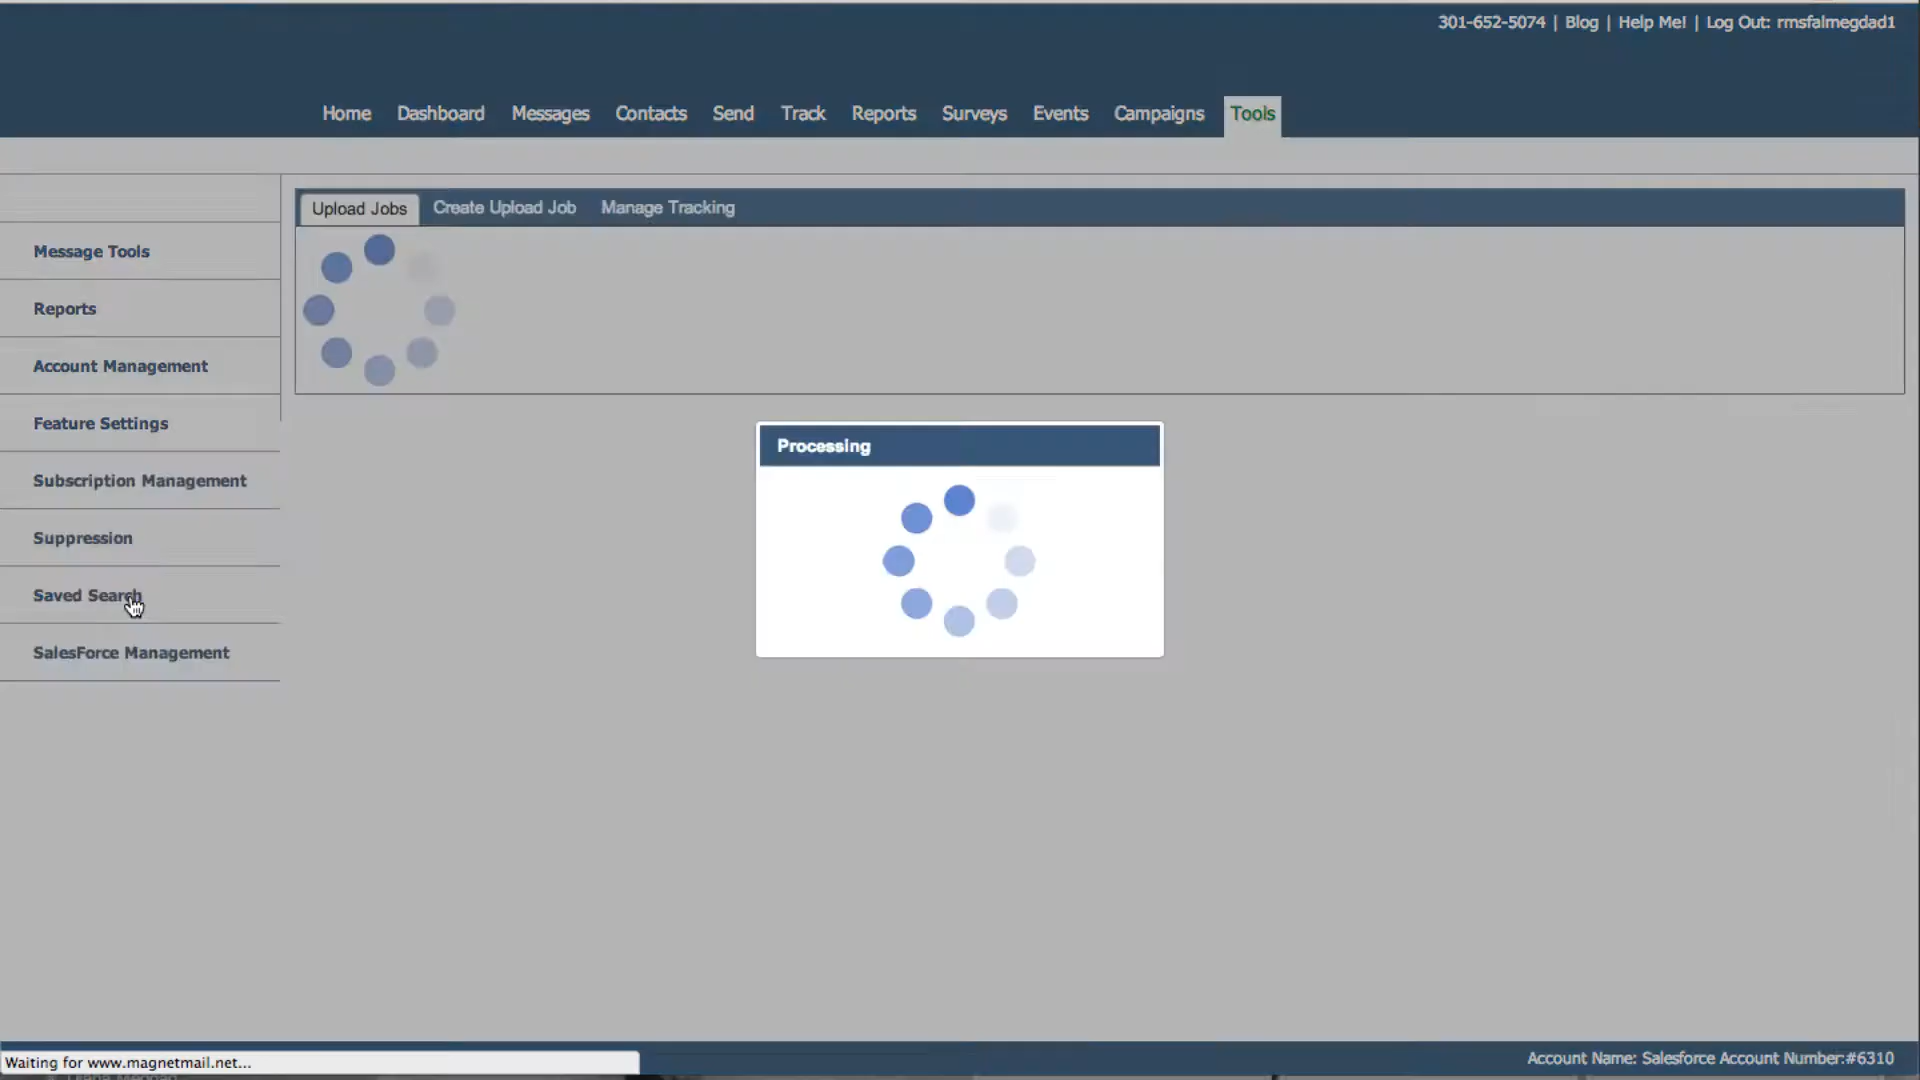 301-652-5074 | Blog | Help Me! | Log Out: rmsfalmegdad1
Home Dashboard Messages Contacts Send Track Reports Surveys Events Campaigns Tools
Upload Jobs Create Upload Job Manage Tracking
Message Tools
Reports
Account Management
Feature Settings
Subscription Management
Suppression
Saved Search
SalesForce Management
Processing
Waiting for www.magnetmail.net...
Account Name: Salesforce Account Number:#6310